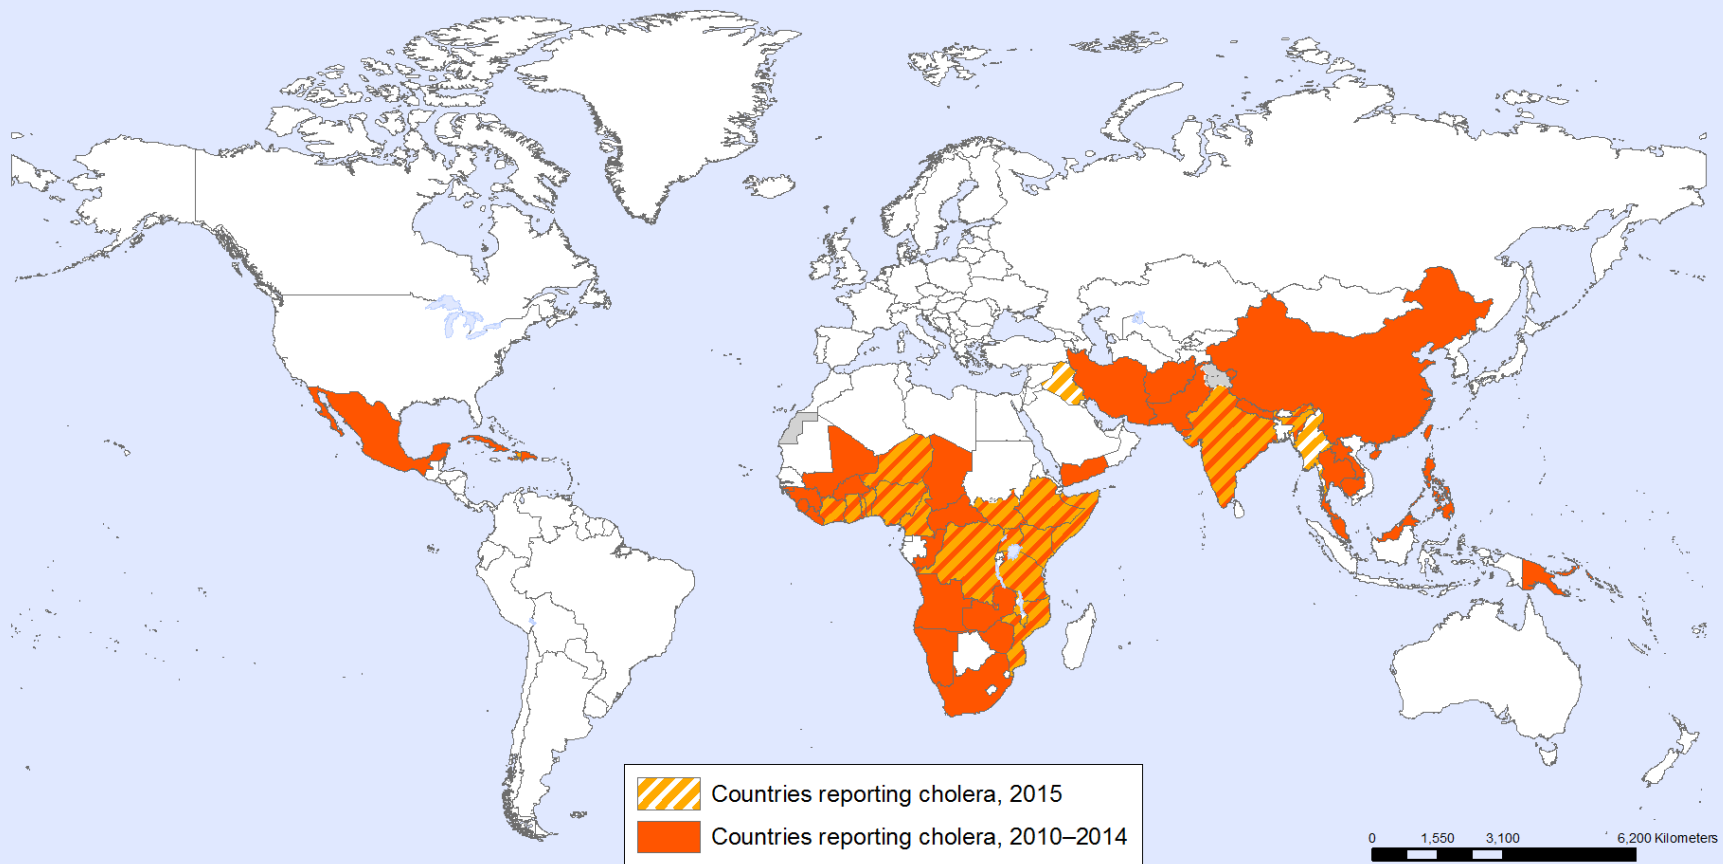 Countries reporting cholera, 2015
Countries reporting cholera, 2010–2014
0 1,550 3,100 6,200 Kilometers